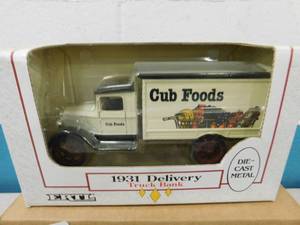 Cub Foods
Cub Foods
1931 Delivery
Truck Bank
DIE-
CAST
METAL
ERTL